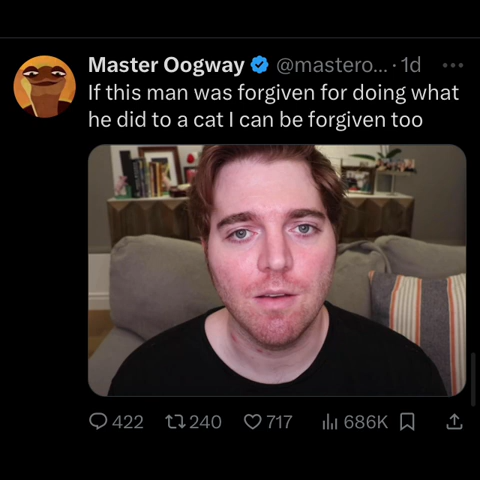 Master Oogway @mastero... · 1d
If this man was forgiven for doing what
he did to a cat I can be forgiven too
422 240 717 686K